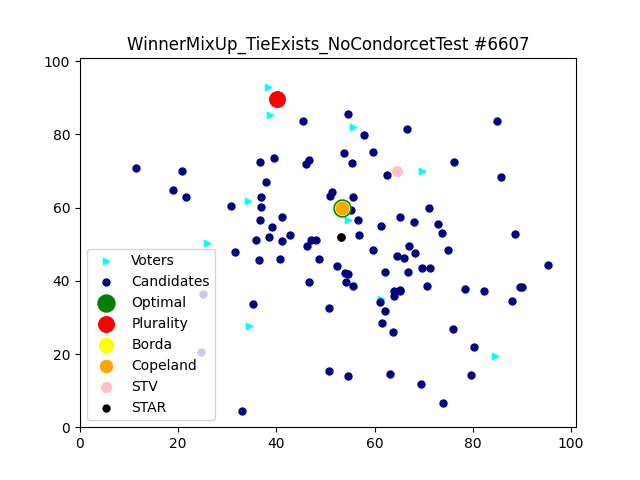 WinnerMixUp_TieExists_NoCondorcetTest #6607
100
80
60
40
20
0
Voters
Candidates
Optimal
Plurality
Borda
Copeland
STV
STAR
0 20 40 60 80 100